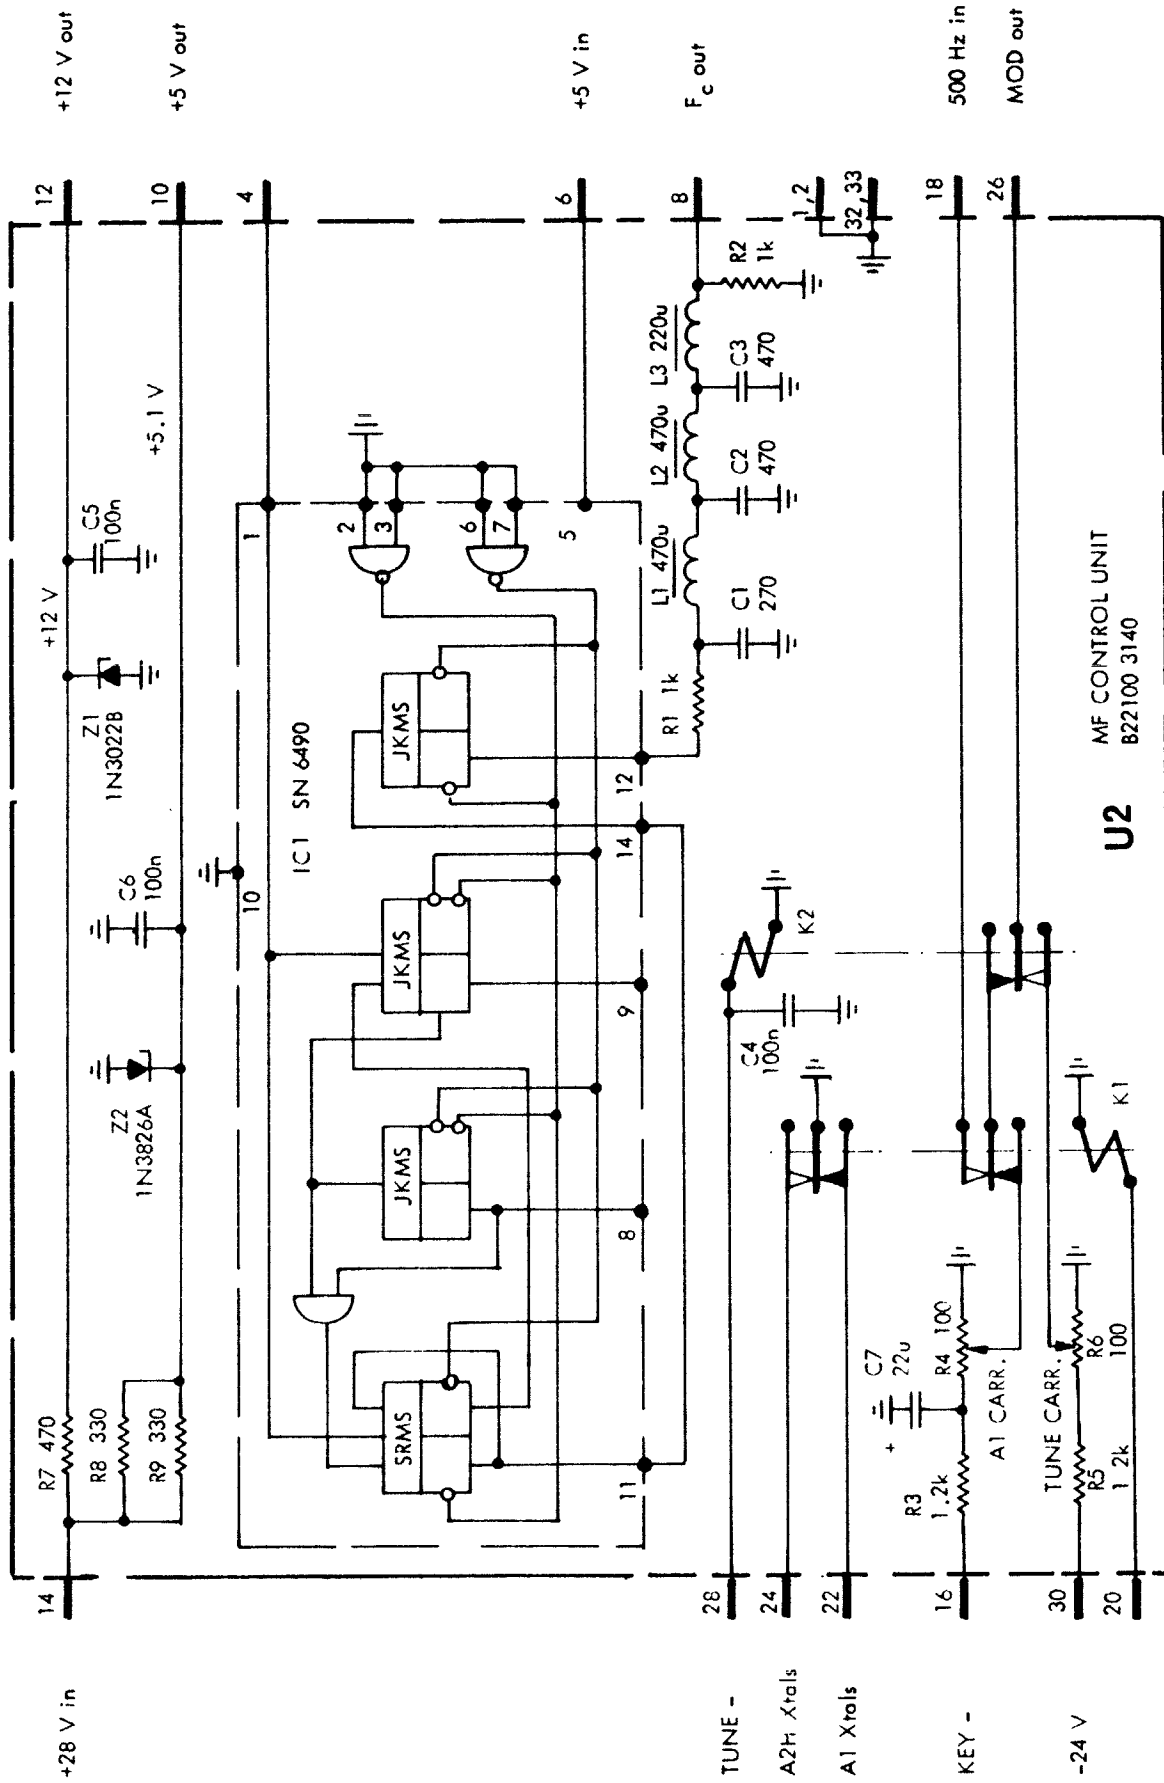 +28 V in
14
R7 470
R8 330
R9 330
Z2
1N3826A
C6
100n
Z1
1N3022B
+12 V
C5
100n
+5.1 V
12
+12 V out
10
+5 V out
4
6
+5 V in
8
F c out
1,2
32,33
18
500 Hz in
26
MOD out
10
IC1 SN 6490
1
2
3
6
7
5
SRMS
JKMS
JKMS
JKMS
11
8
9
14
12
R1 1k
L1 470u
L2 470u
L3 220u
C1
270
C2
470
C3
470
R2
1k
TUNE -
28
A2H Xtals
24
A1 Xtals
22
KEY -
16
-24 V
30
20
C4
100n
K2
R3
1.2k
C7
22u
+
R4 100
A1 CARR.
TUNE CARR.
R5
1 2k
R6
100
K1
U2
MF CONTROL UNIT
B22100 3140